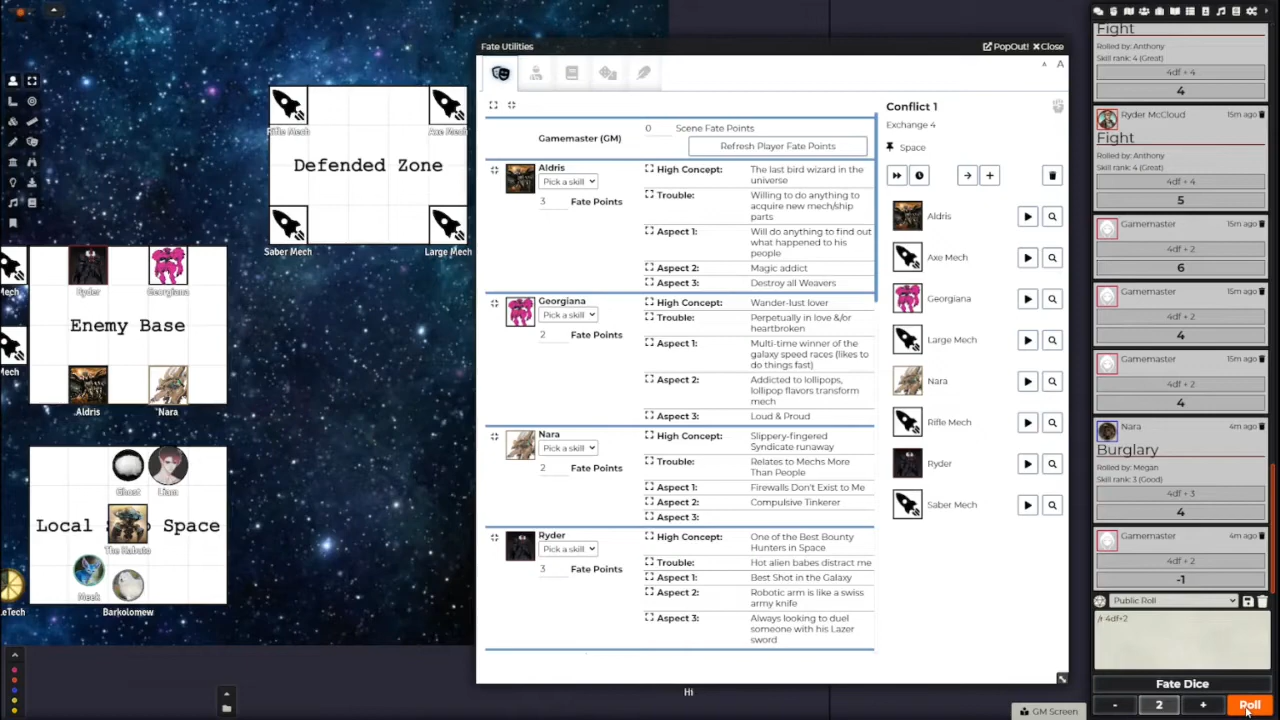 Rifle Mech
Axe Mech
Defended Zone
Saber Mech
Large Mech
Mech
Ryder
Georgiana
Enemy Base
Mech
Aldris
Nara
Ghost
Liam
Local
Space
The Kabuto
Meek
Barkolomew
leTech
Fate Utilities
PopOut!
Close
A
A
Gamemaster (GM)
0
Scene Fate Points
Refresh Player Fate Points
Aldris
Pick a skill
3
Fate Points
High Concept:
The last bird wizard in the
universe
Trouble:
Willing to do anything to
acquire new mech/ship
parts
Aspect 1:
Will do anything to find out
what happened to his
people
Aspect 2:
Magic addict
Aspect 3:
Destroy all Weavers
Georgiana
Pick a skill
2
Fate Points
High Concept:
Wander-lust lover
Trouble:
Perpetually in love &/or
heartbroken
Aspect 1:
Multi-time winner of the
galaxy speed races (likes to
do things fast)
Aspect 2:
Addicted to lollipops,
lollipop flavors transform
mech
Aspect 3:
Loud & Proud
Nara
Pick a skill
2
Fate Points
High Concept:
Slippery-fingered
Syndicate runaway
Trouble:
Relates to Mechs More
Than People
Aspect 1:
Firewalls Don't Exist to Me
Aspect 2:
Compulsive Tinkerer
Aspect 3:
Ryder
Pick a skill
3
Fate Points
High Concept:
One of the Best Bounty
Hunters in Space
Trouble:
Hot alien babes distract me
Aspect 1:
Best Shot in the Galaxy
Aspect 2:
Robotic arm is like a swiss
army knife
Aspect 3:
Always looking to duel
someone with his Lazer
sword
Conflict 1
Exchange 4
Space
Aldris
Axe Mech
Georgiana
Large Mech
Nara
Rifle Mech
Ryder
Saber Mech
Hi
GM Screen
Fight
Rolled by: Anthony
Skill rank: 4 (Great)
4df + 4
4
Ryder McCloud
15m ago
Fight
Rolled by: Anthony
Skill rank: 4 (Great)
4df + 4
5
Gamemaster
15m ago
4df + 2
6
Gamemaster
15m ago
4df + 2
4
Gamemaster
15m ago
4df + 2
4
Nara
4m ago
Burglary
Rolled by: Megan
Skill rank: 3 (Good)
4df + 3
4
Gamemaster
4m ago
4df + 2
-1
Public Roll
/r 4df+2
Fate Dice
-
2
+
Roll